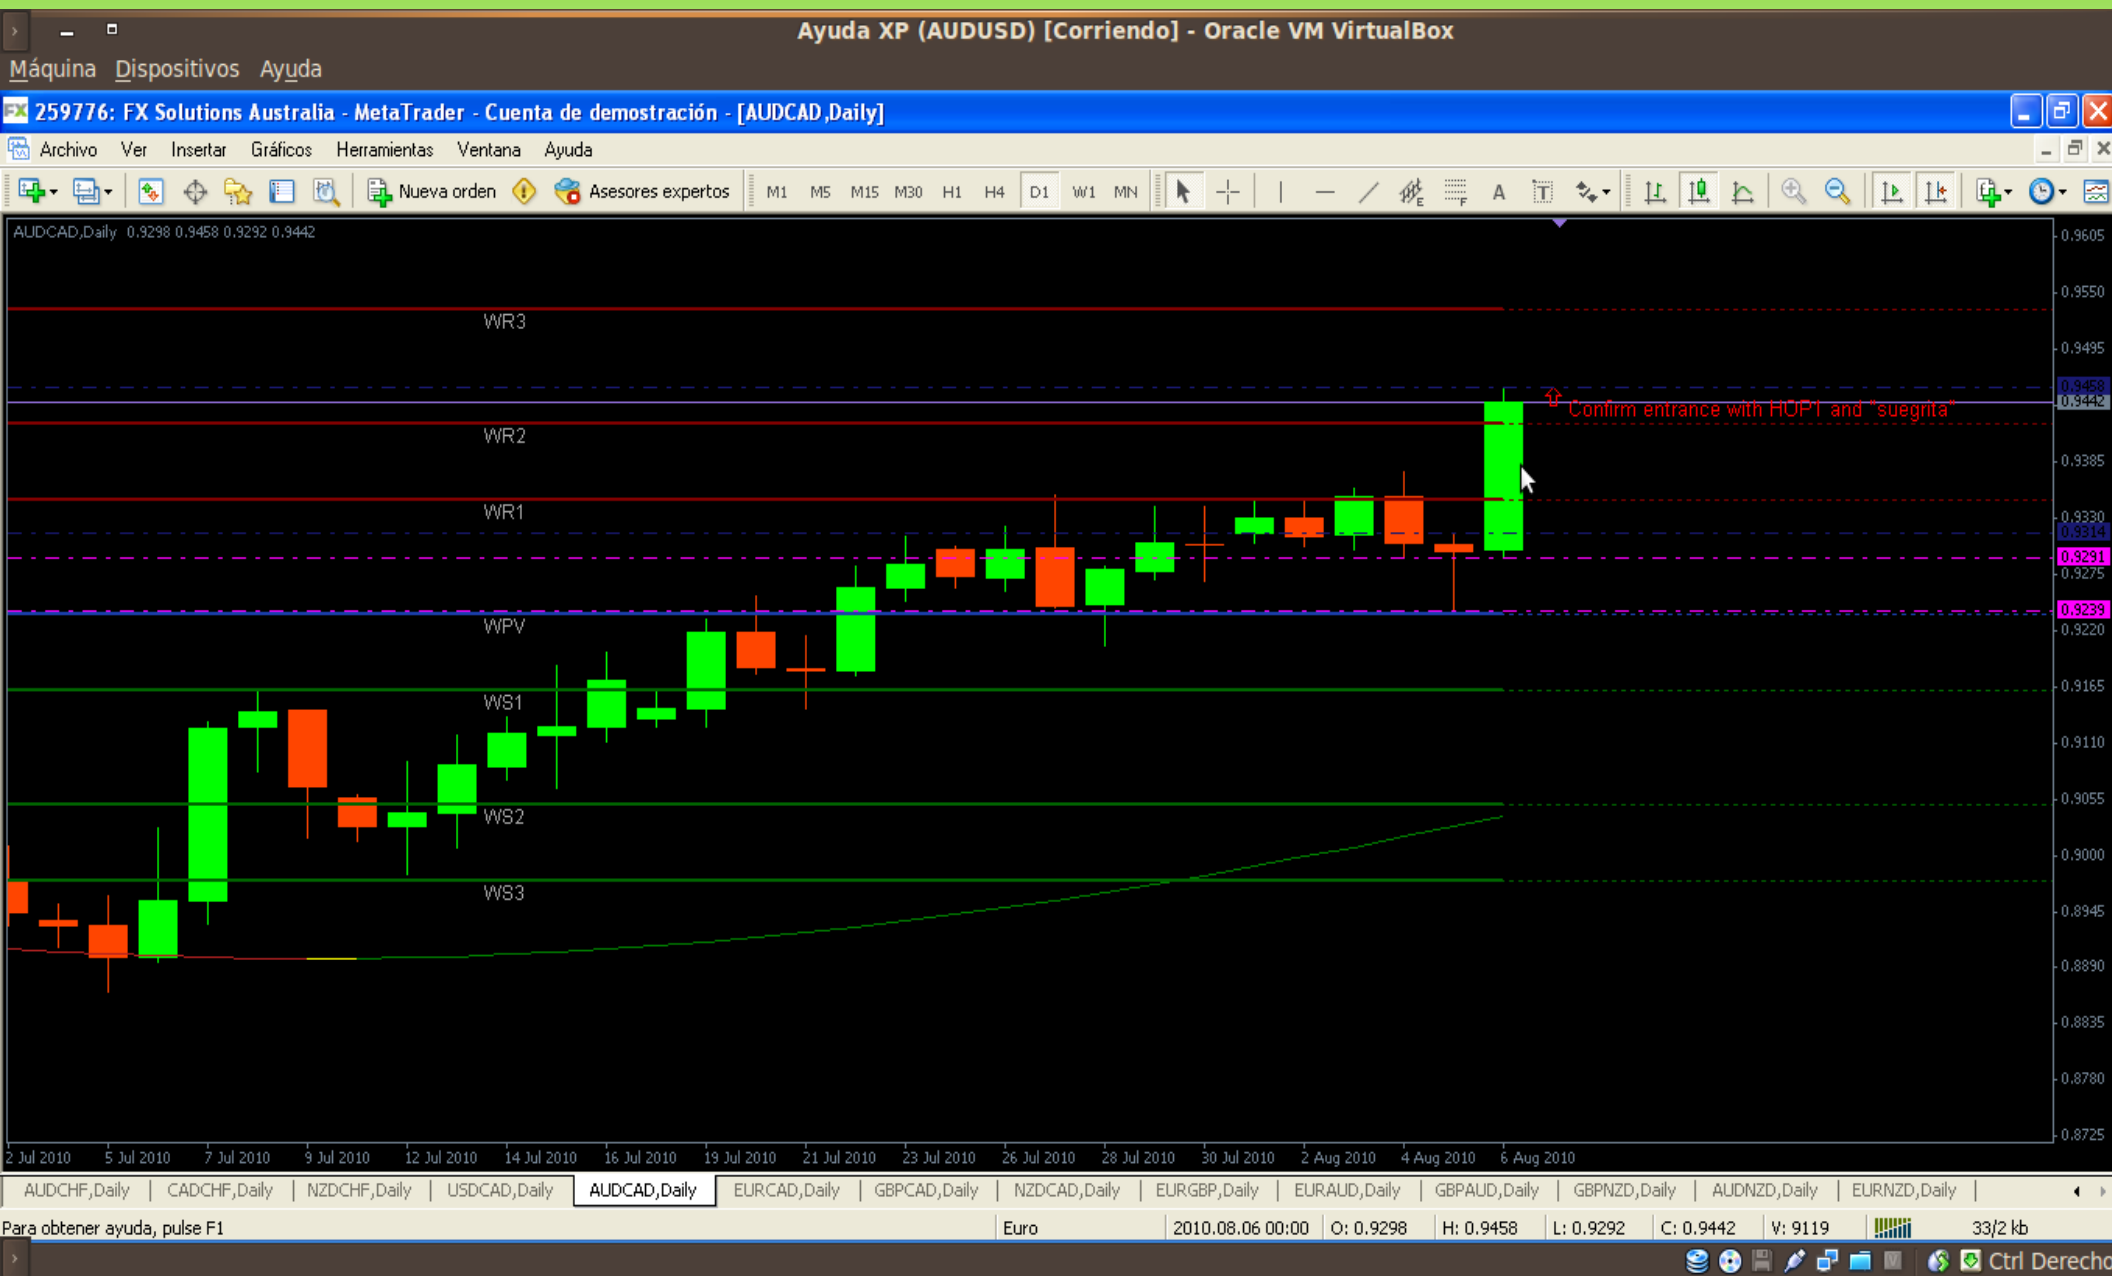 Ayuda XP (AUDUSD) [Corriendo] - Oracle VM VirtualBox
Máquina Dispositivos Ayuda
FX 259776: FX Solutions Australia - MetaTrader - Cuenta de demostración - [AUDCAD,Daily]
Archivo Ver Insertar Gráficos Herramientas Ventana Ayuda
Nueva orden Asesores expertos M1 M5 M15 M30 H1 H4 D1 W1 MN E F A T
AUDCAD,Daily 0.9298 0.9458 0.9292 0.9442
0.9605
0.9550
WR3
0.9495
0.9458
0.9442
Confirm entrance with HOP1 and "suegrita"
WR2
0.9385
WR1
0.9330
0.9314
0.9291
0.9275
0.9239
WPV
0.9220
0.9165
WS1
0.9110
0.9055
WS2
0.9000
WS3
0.8945
0.8890
0.8835
0.8780
0.8725
2 Jul 2010 5 Jul 2010 7 Jul 2010 9 Jul 2010 12 Jul 2010 14 Jul 2010 16 Jul 2010 19 Jul 2010 21 Jul 2010 23 Jul 2010 26 Jul 2010 28 Jul 2010 30 Jul 2010 2 Aug 2010 4 Aug 2010 6 Aug 2010
AUDCHF,Daily CADCHF,Daily NZDCHF,Daily USDCAD,Daily AUDCAD,Daily EURCAD,Daily GBPCAD,Daily NZDCAD,Daily EURGBP,Daily EURAUD,Daily GBPAUD,Daily GBPNZD,Daily AUDNZD,Daily EURNZD,Daily
Para obtener ayuda, pulse F1 Euro 2010.08.06 00:00 O: 0.9298 H: 0.9458 L: 0.9292 C: 0.9442 V: 9119 33/2 kb
Ctrl Derecho